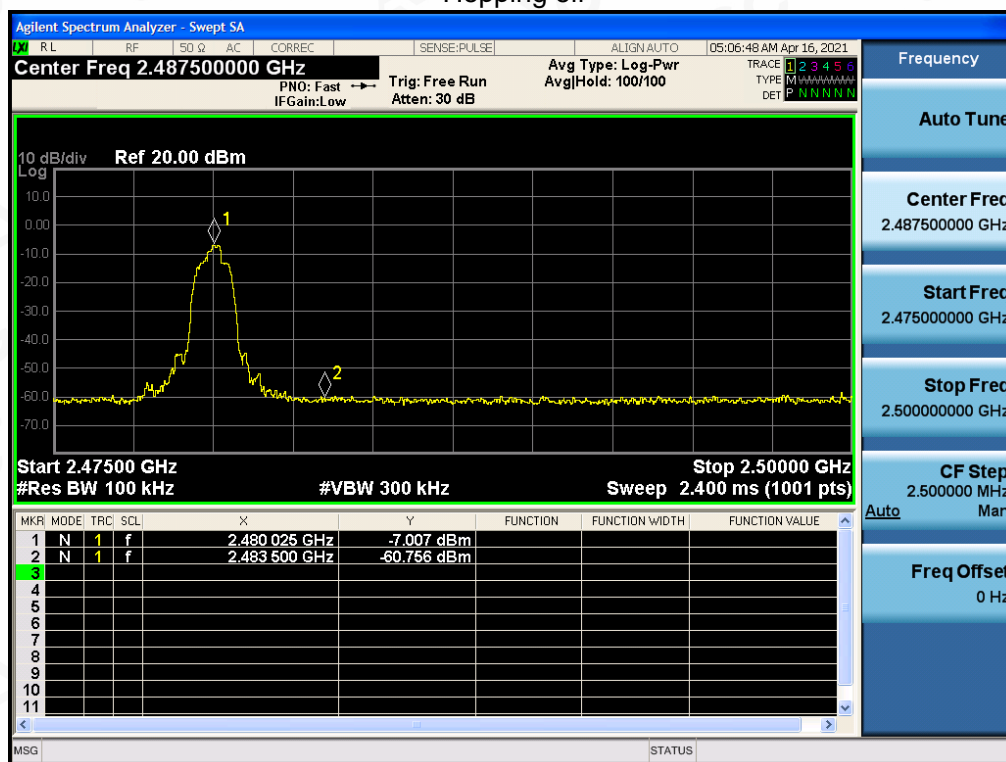 Hopping off
Agilent Spectrum Analyzer - Swept SA
LXI RL RF 50 Ω AC CORREC SENSE:PULSE ALIGN AUTO 05:06:48 AM Apr 16, 2021
Center Freq 2.487500000 GHz
PNO: Fast
IFGain:Low
Trig: Free Run
Atten: 30 dB
Avg Type: Log-Pwr
Avg|Hold: 100/100
TRACE 1 2 3 4 5 6
TYPE M
DET P N N N N N
10 dB/div Ref 20.00 dBm
Log
10.0
0.00
-10.0
-20.0
-30.0
-40.0
-50.0
-60.0
-70.0
1
2
Start 2.47500 GHz Stop 2.50000 GHz
#Res BW 100 kHz #VBW 300 kHz Sweep 2.400 ms (1001 pts)
MKR MODE TRC SCL X Y FUNCTION FUNCTION WIDTH FUNCTION VALUE
1 N 1 f 2.480 025 GHz -7.007 dBm
2 N 1 f 2.483 500 GHz -60.756 dBm
3
4
5
6
7
8
9
10
11
MSG STATUS
Frequency
Auto Tune
Center Freq
2.487500000 GHz
Start Freq
2.475000000 GHz
Stop Freq
2.500000000 GHz
CF Step
2.500000 MHz
Auto Man
Freq Offset
0 Hz